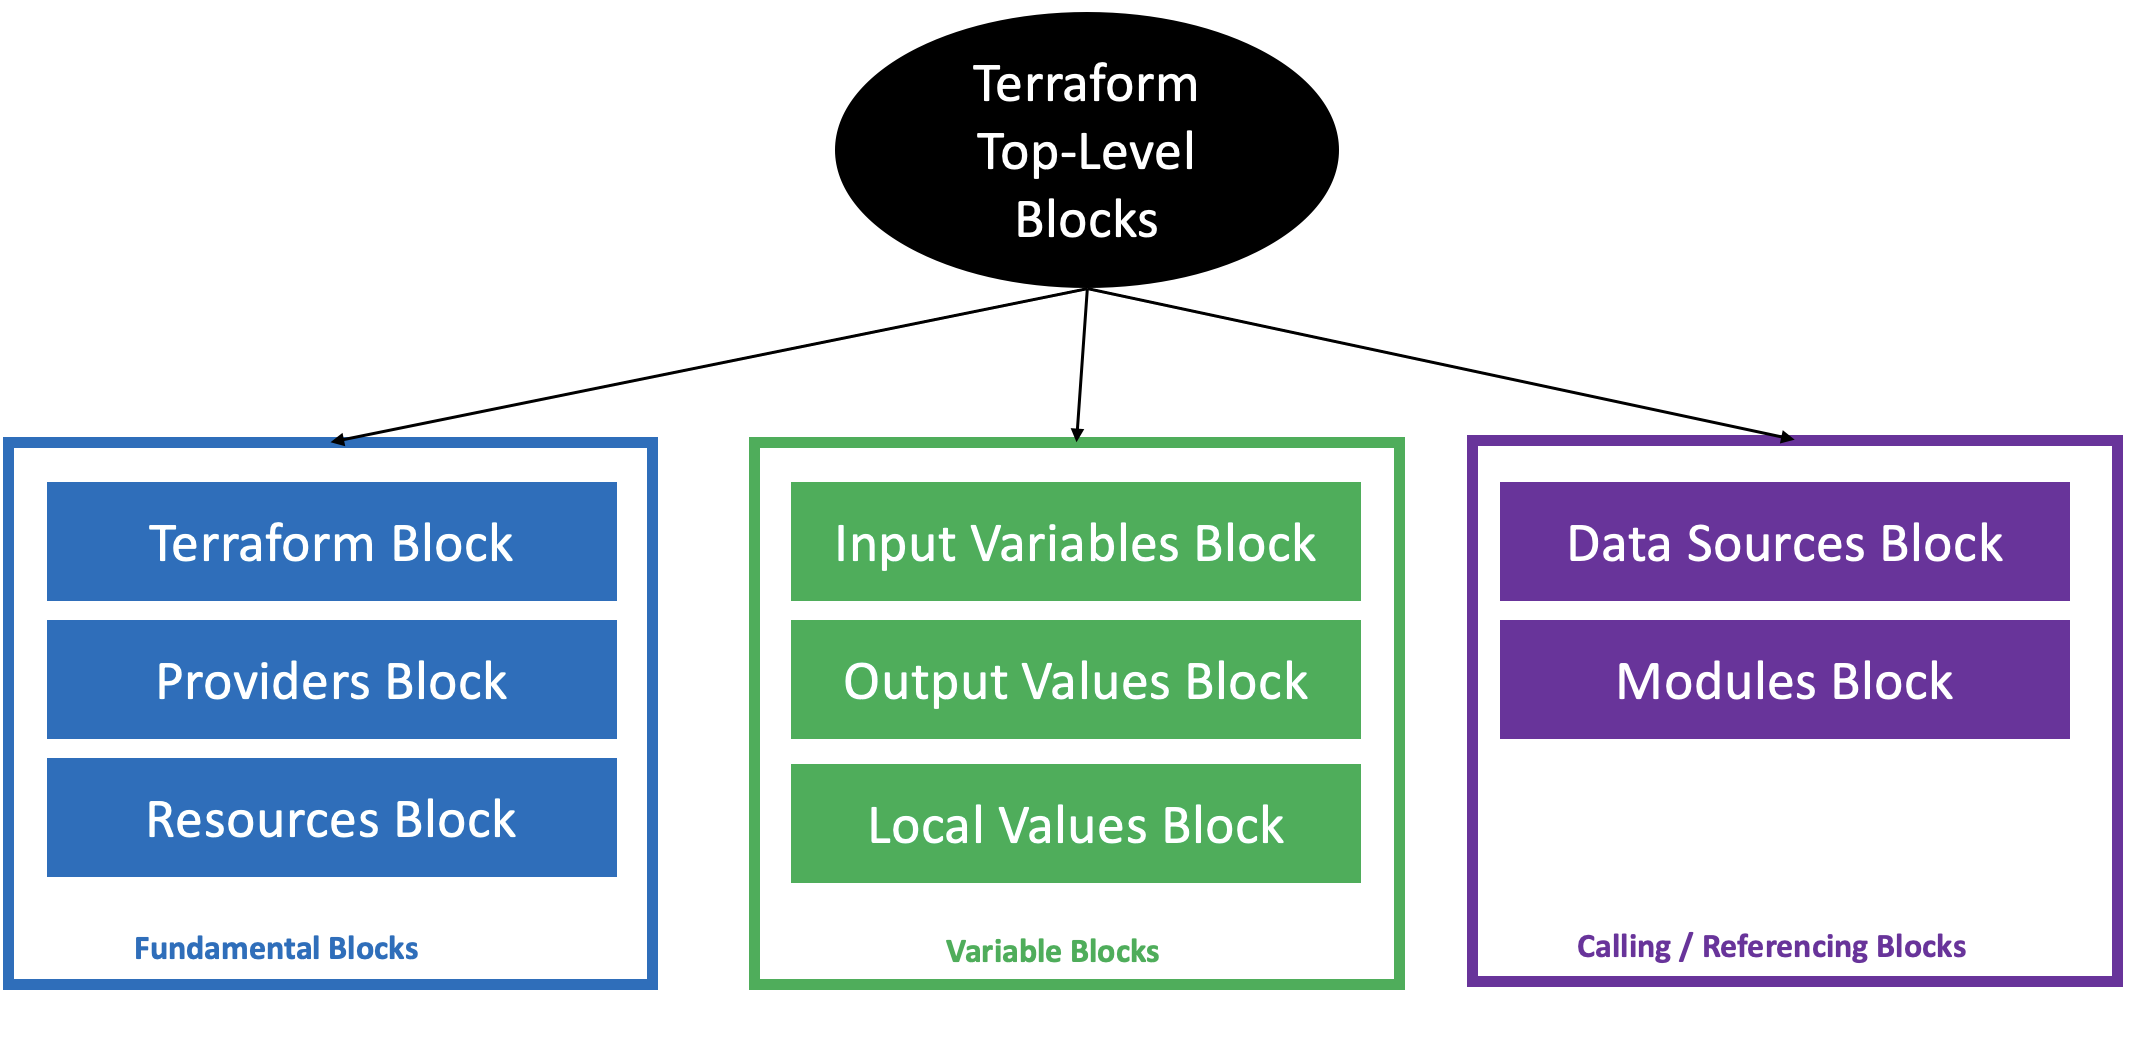 Terraform
Top-Level
Blocks
Terraform Block
Providers Block
Resources Block
Fundamental Blocks
Input Variables Block
Output Values Block
Local Values Block
Variable Blocks
Data Sources Block
Modules Block
Calling / Referencing Blocks